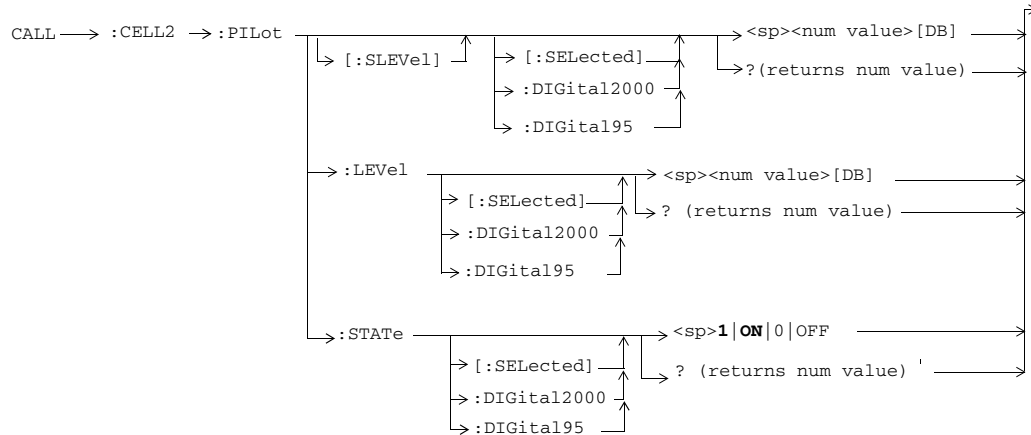 CALL :CELL2 :PILot <sp><num value>[DB]
[:SLEVel] [:SELected] ?(returns num value)
:DIGital2000
:DIGital95
:LEVel <sp><num value>[DB]
[:SELected] ? (returns num value)
:DIGital2000
:DIGital95
:STATe <sp>1|ON|0|OFF
[:SELected] ? (returns num value) '
:DIGital2000
:DIGital95